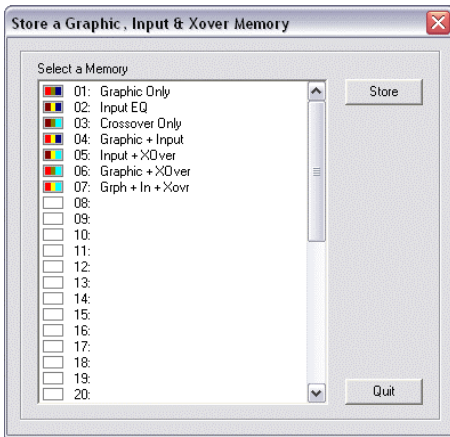 Store a Graphic, Input & Xover Memory
Select a Memory
01: Graphic Only
02: Input EQ
03: Crossover Only
04: Graphic + Input
05: Input + XOver
06: Graphic + XOver
07: Grph + In + Xovr
08:
09:
10:
11:
12:
13:
14:
15:
16:
17:
18:
19:
20:
Store
Quit